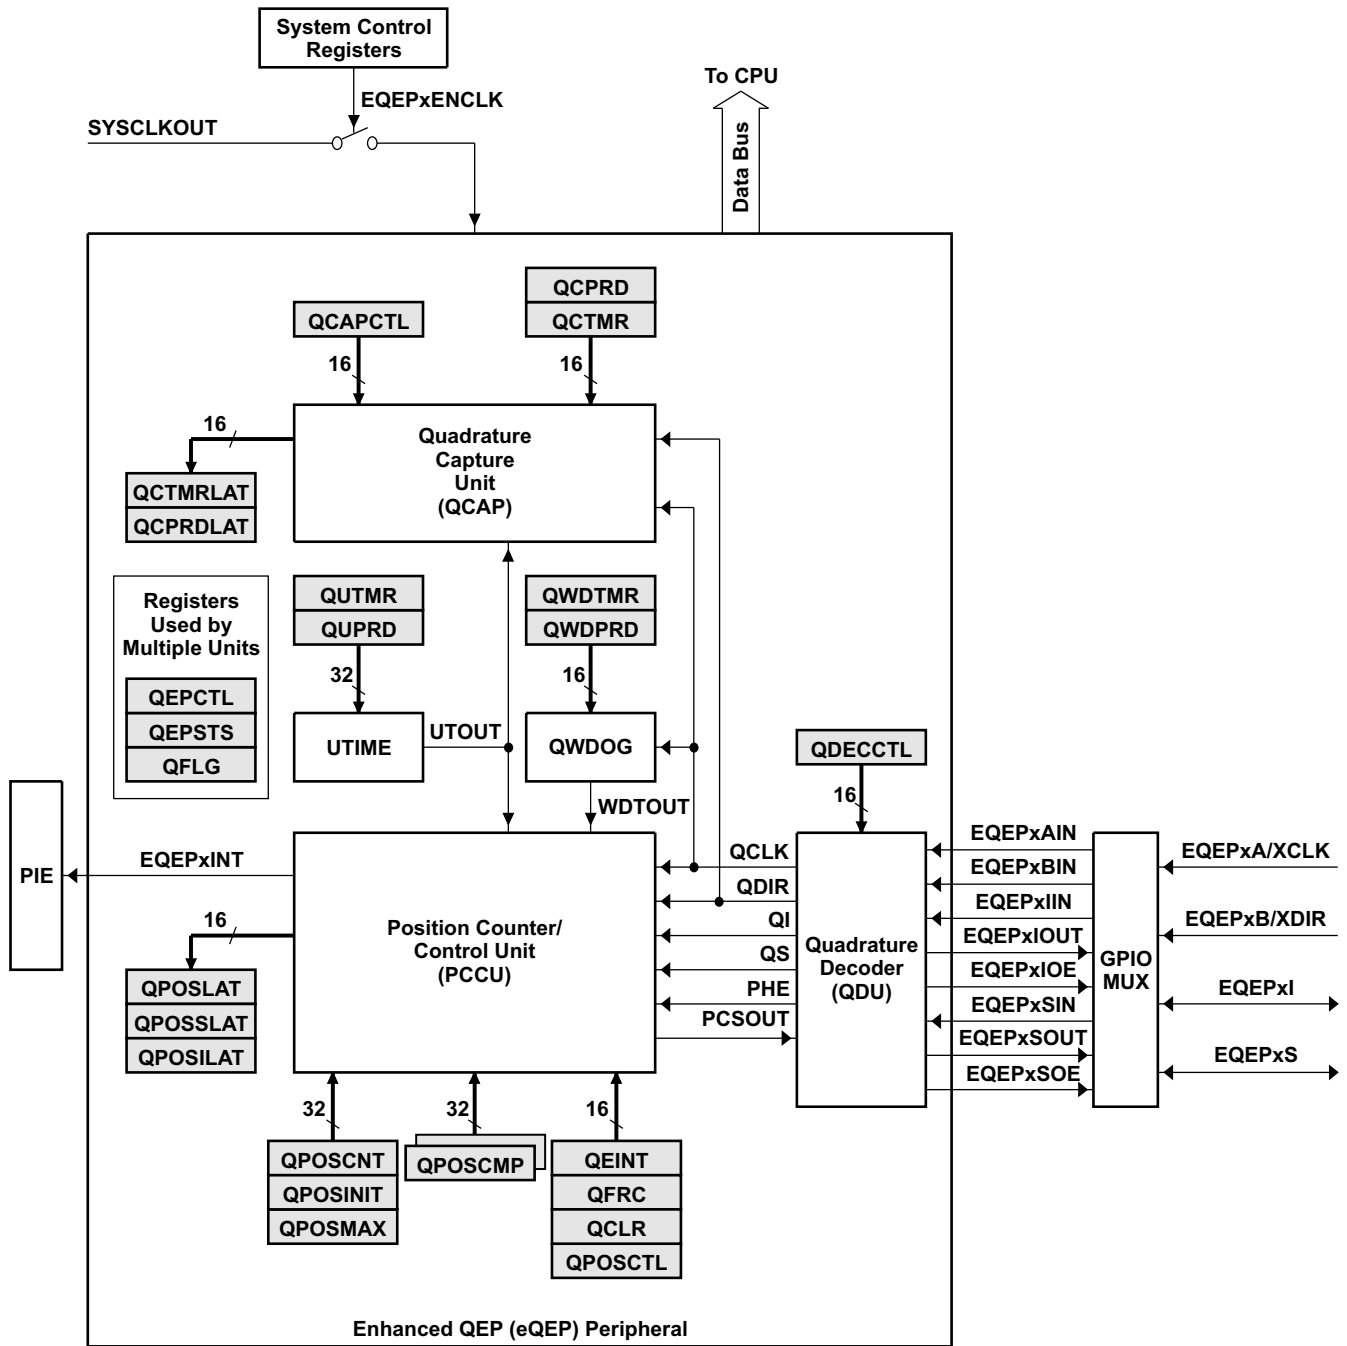 System Control
Registers
To CPU
EQEPxENCLK
SYSCLKOUT
Data Bus
QCPRD
QCAPCTL
QCTMR
16
16
16
Quadrature
Capture
Unit
(QCAP)
QCTMRLAT
QCPRDLAT
Registers
Used by
Multiple Units
QUTMR
QUPRD
QWDTMR
QWDPRD
32
16
QEPCTL
QEPSTS
QFLG
UTIME
UTOUT
QWDOG
QDECCTL
WDTOUT
16
PIE
EQEPxINT
16
Position Counter/
Control Unit
(PCCU)
QCLK
QDIR
QI
QS
PHE
PCSOUT
Quadrature
Decoder
(QDU)
EQEPxAIN
EQEPxBIN
EQEPxIIN
EQEPxIOUT
EQEPxIOE
EQEPxSIN
EQEPxSOUT
EQEPxSOE
GPIO
MUX
EQEPxA/XCLK
EQEPxB/XDIR
EQEPxI
EQEPxS
QPOSLAT
QPOSSLAT
QPOSILAT
32
32
16
QPOSCNT
QPOSINIT
QPOSMAX
QPOSCMP
QEINT
QFRC
QCLR
QPOSCTL
Enhanced QEP (eQEP) Peripheral